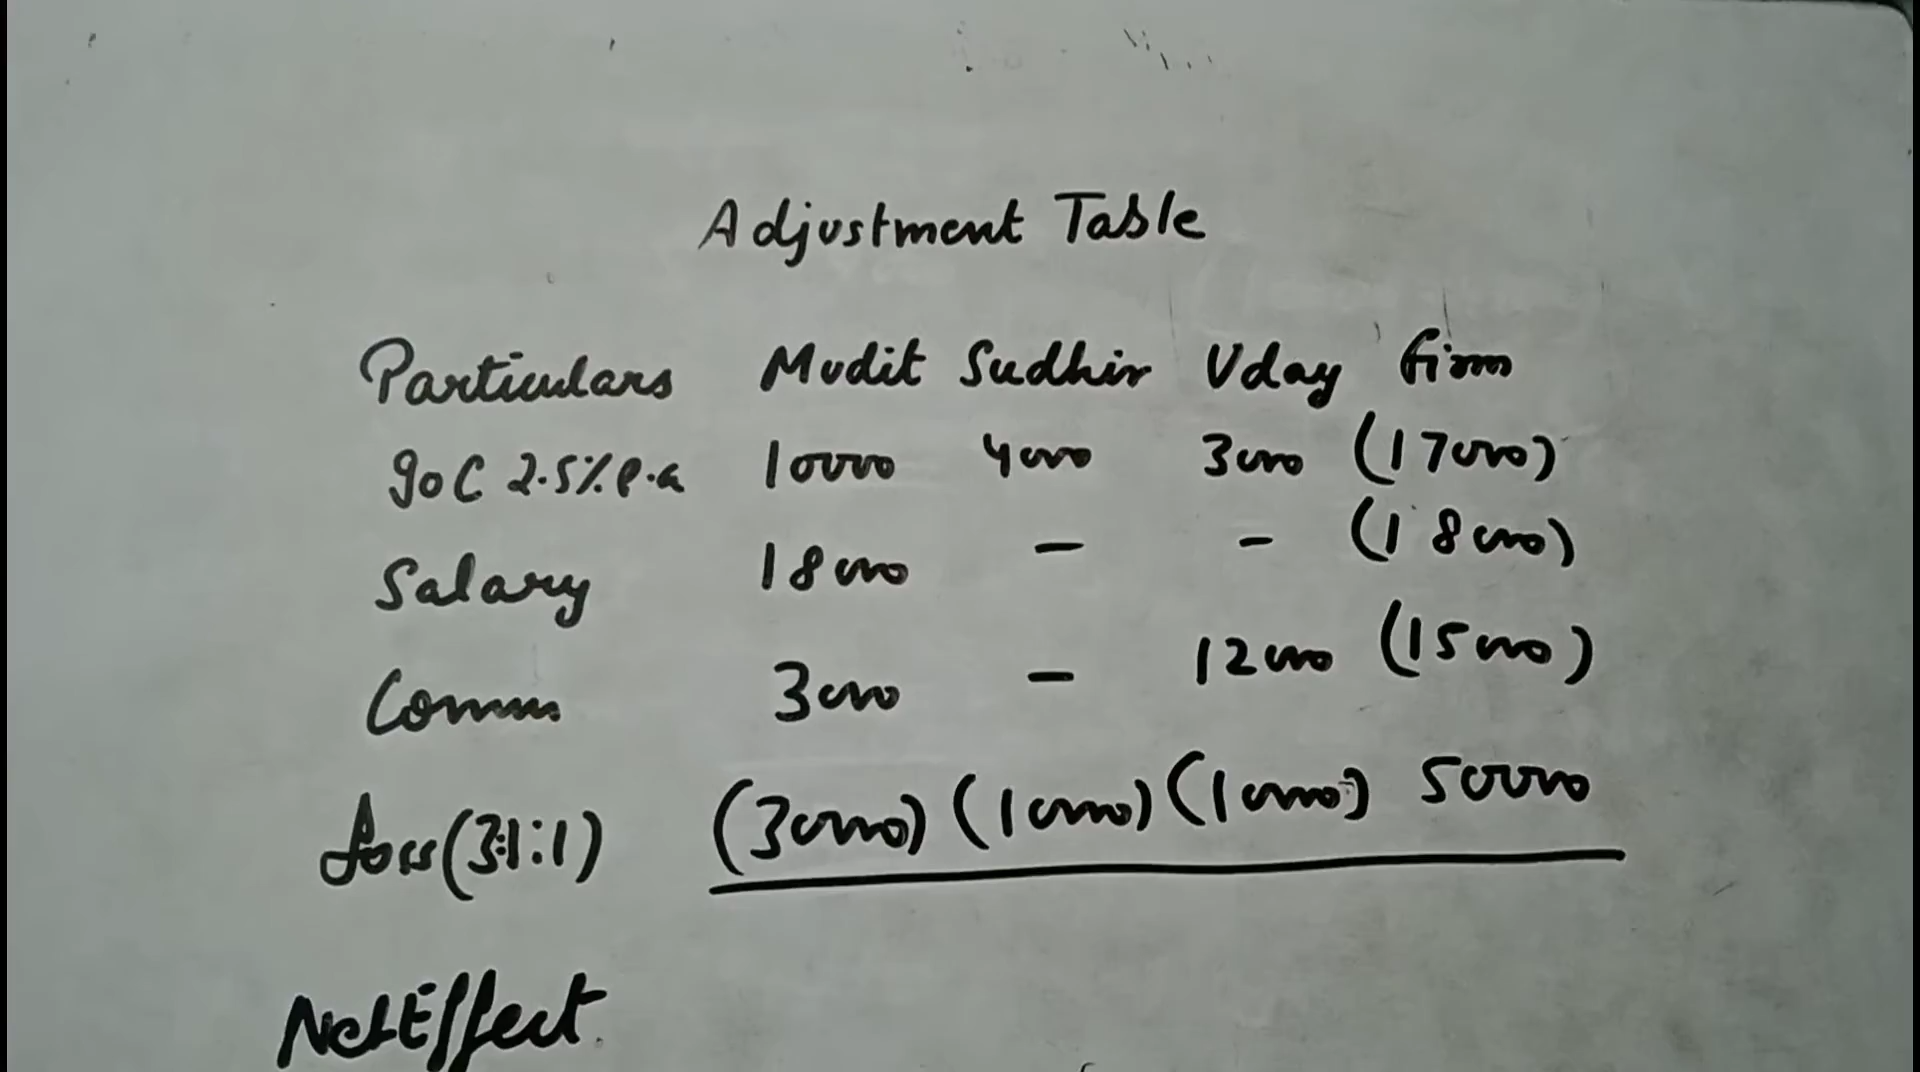 Adjustment Table
Particulars Mudit Sudhir Uday firm
IOC 2.5% p.a 10000 4000 3000 (17000)
Salary 18000 - - (18000)
Comm 3000 - 12000 (15000)
Loss (3:1:1) (30000) (10000) (10000) 50000
Net Effect.